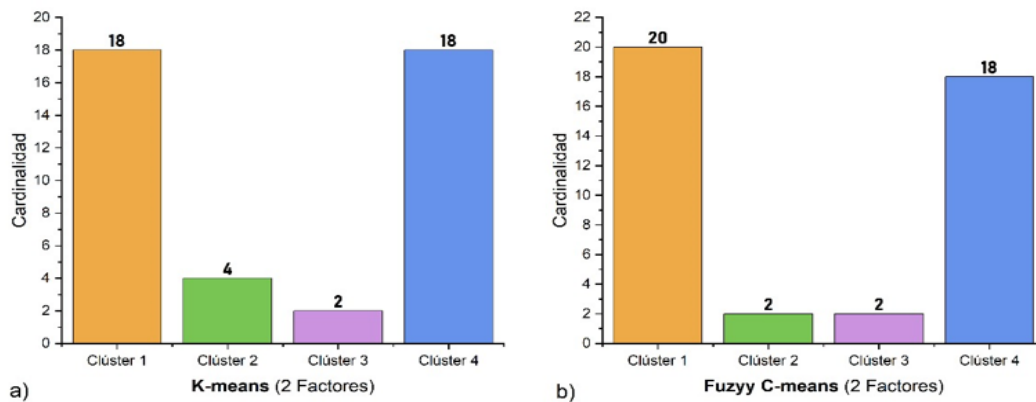 20
18
16
14
12
10
8
6
4
2
0
Cardinalidad
18
4
2
18
Clúster 1
Clúster 2
Clúster 3
Clúster 4
a)
K-means (2 Factores)
22
20
18
16
14
12
10
8
6
4
2
0
Cardinalidad
20
2
2
18
Clúster 1
Clúster 2
Clúster 3
Clúster 4
b)
Fuzyy C-means (2 Factores)